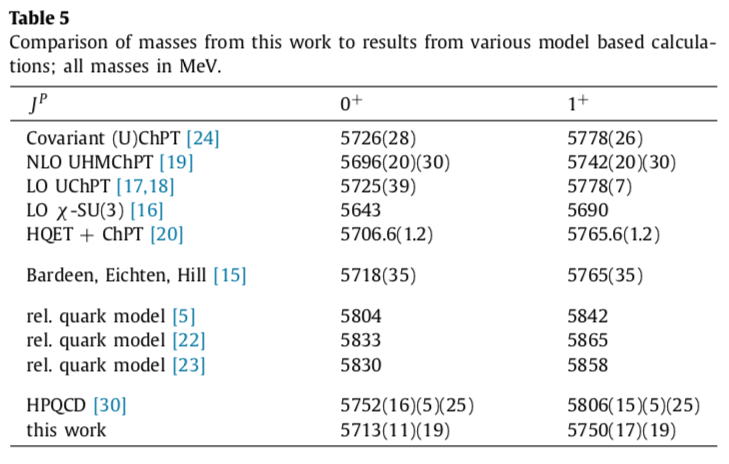 Table 5
Comparison of masses from this work to results from various model based calcula-
tions; all masses in MeV.
J^P 0^+ 1^+
Covariant (U)ChPT [24] 5726(28) 5778(26)
NLO UHMChPT [19] 5696(20)(30) 5742(20)(30)
LO UChPT [17,18] 5725(39) 5778(7)
LO χ-SU(3) [16] 5643 5690
HQET + ChPT [20] 5706.6(1.2) 5765.6(1.2)
Bardeen, Eichten, Hill [15] 5718(35) 5765(35)
rel. quark model [5] 5804 5842
rel. quark model [22] 5833 5865
rel. quark model [23] 5830 5858
HPQCD [30] 5752(16)(5)(25) 5806(15)(5)(25)
this work 5713(11)(19) 5750(17)(19)